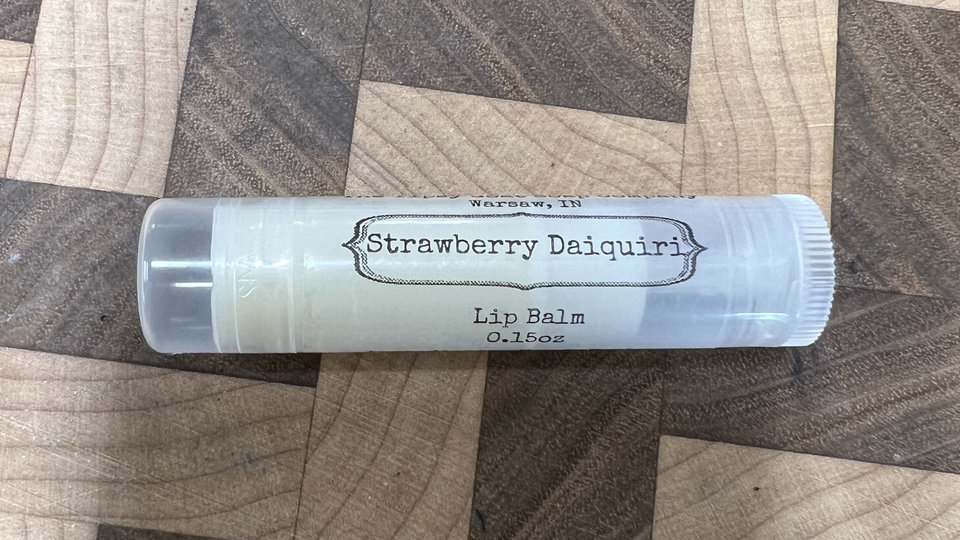 Warsaw, IN
Strawberry Daiquiri
Lip Balm
0.15oz